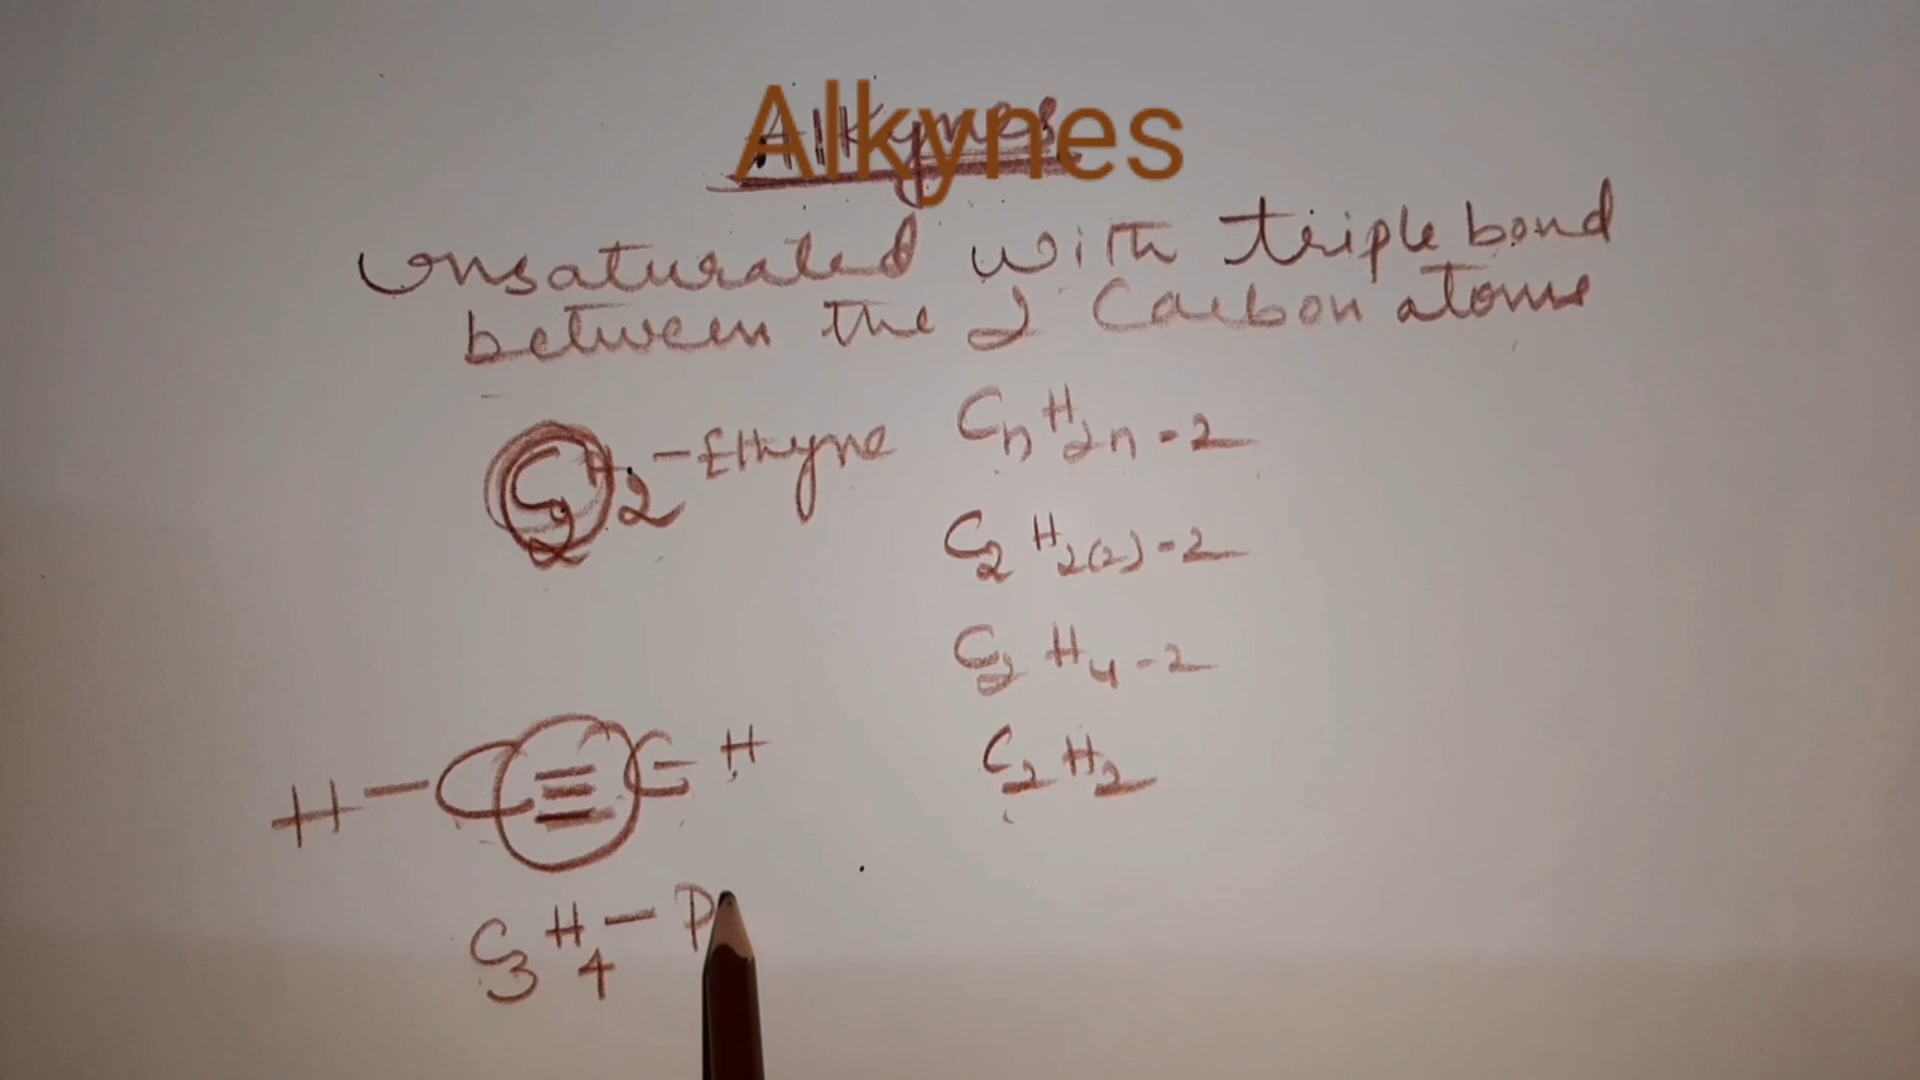 Alkynes
Alkynes
Unsaturated with triple bond
between the 2 Carbon atoms
C2H2 - Ethyne
CnH2n-2
C2H2(2)-2
C2H4-2
C2H2
H-C≡C-H
C3H4 - P